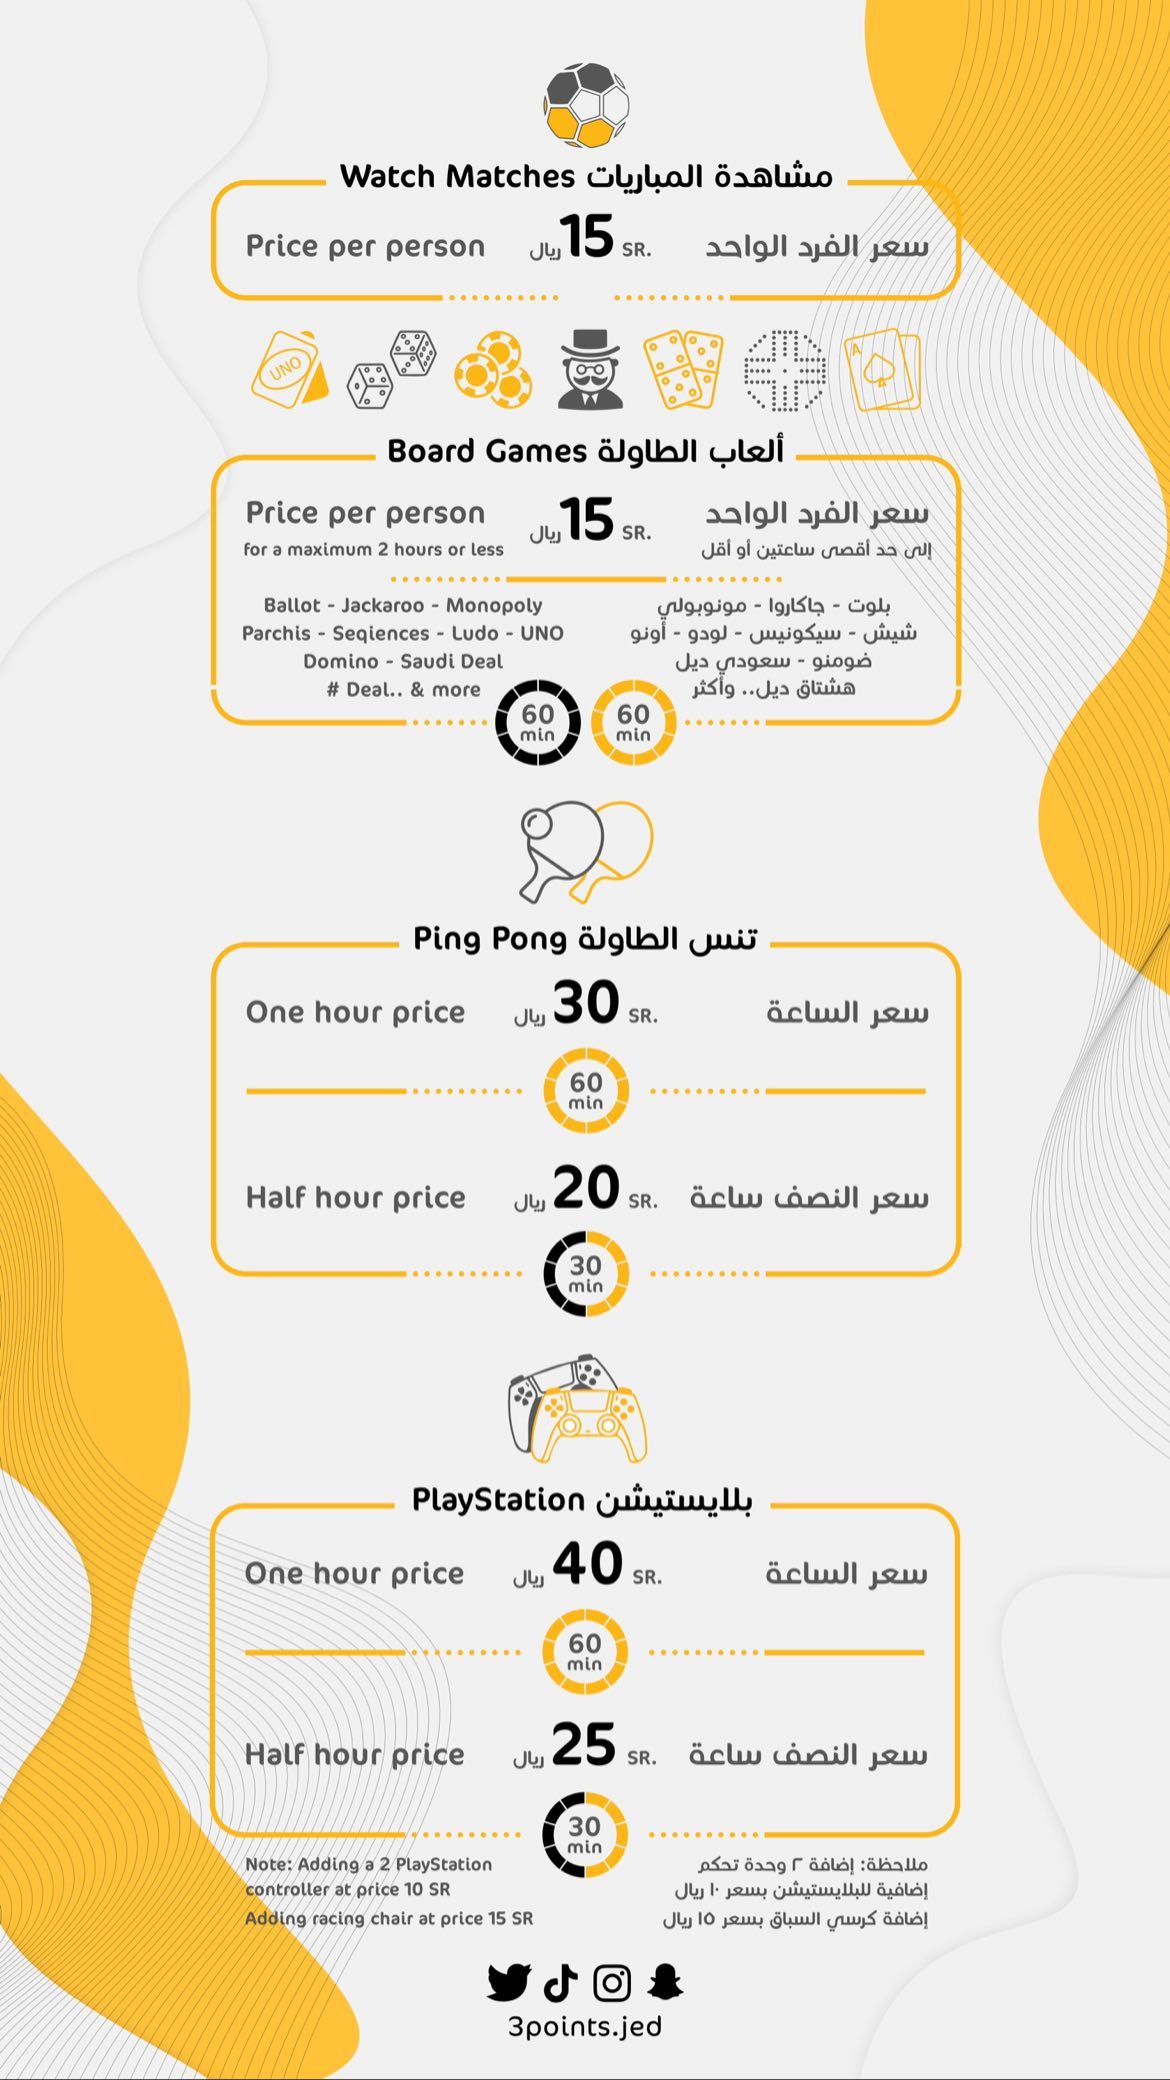 Watch Matches مشاهدة المباريات
Price per person ريال 15 SR. سعر الفرد الواحد
UNO
A
Board Games ألعاب الطاولة
Price per person ريال 15 SR. سعر الفرد الواحد
for a maximum 2 hours or less إلى حد أقصى ساعتين أو أقل
Ballot - Jackaroo - Monopoly بلوت - جاكاروا - مونوبولي
Parchis - Seqiences - Ludo - UNO شيش - سيكونيس - لودو - أونو
Domino - Saudi Deal ضومنو - سعودي ديل
# Deal.. & more هشتاق ديل.. وأكثر
60 min 60 min
Ping Pong تنس الطاولة
One hour price ريال 30 SR. سعر الساعة
60
min
Half hour price ريال 20 SR. سعر النصف ساعة
30
min
PlayStation بلايستيشن
One hour price ريال 40 SR. سعر الساعة
60
min
Half hour price ريال 25 SR. سعر النصف ساعة
30
min
Note: Adding a 2 PlayStation ملاحظة: إضافة ٢ وحدة تحكم
controller at price 10 SR إضافية للبلايستيشن بسعر ١٠ ريال
Adding racing chair at price 15 SR إضافة كرسي السباق بسعر ١٥ ريال
3points.jed